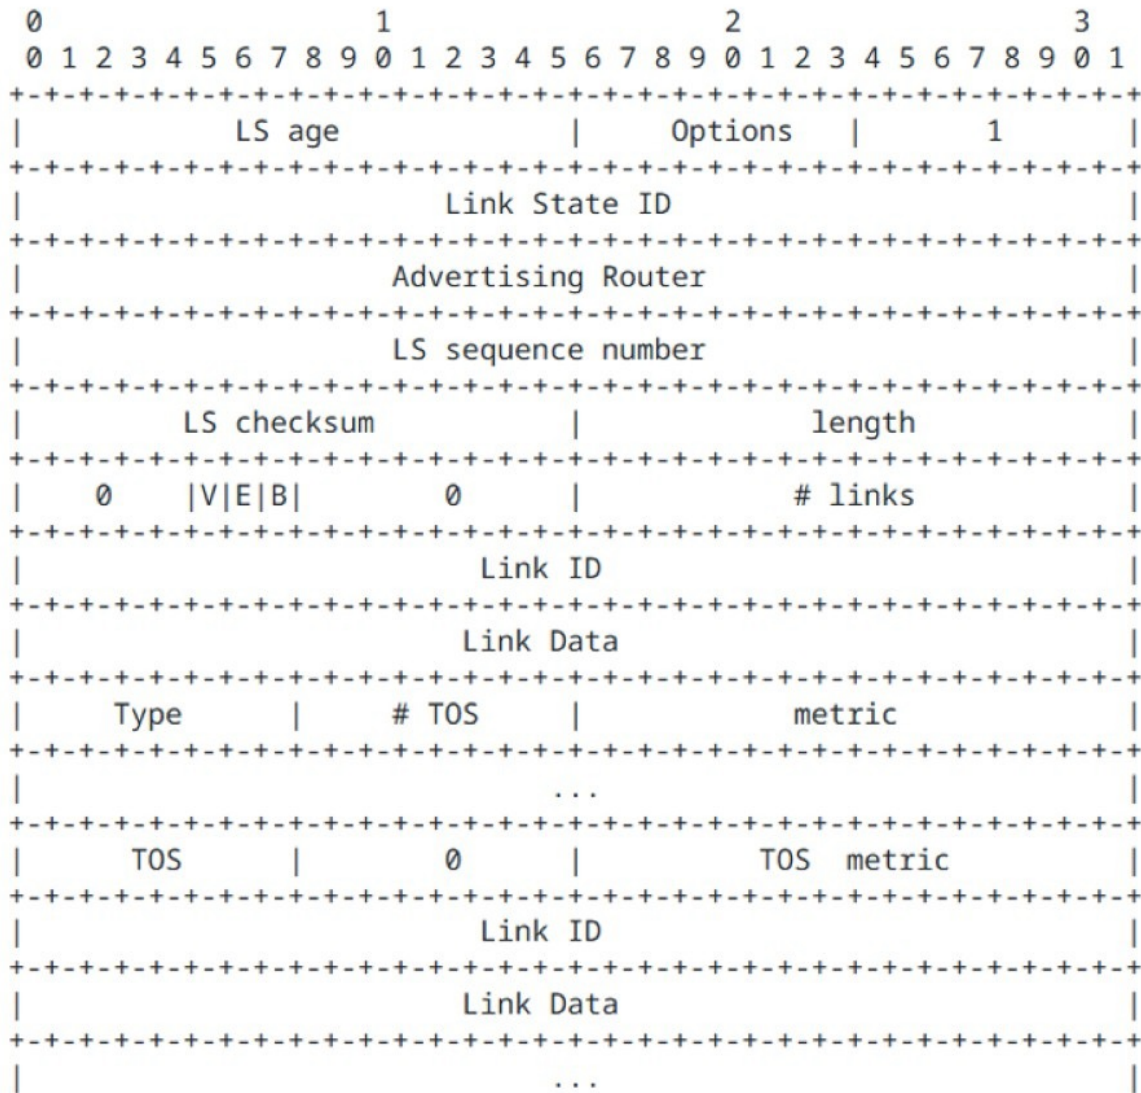 0                   1                   2                   3
 0 1 2 3 4 5 6 7 8 9 0 1 2 3 4 5 6 7 8 9 0 1 2 3 4 5 6 7 8 9 0 1
+-+-+-+-+-+-+-+-+-+-+-+-+-+-+-+-+-+-+-+-+-+-+-+-+-+-+-+-+-+-+-+-+
|            LS age             |     Options   |       1       |
+-+-+-+-+-+-+-+-+-+-+-+-+-+-+-+-+-+-+-+-+-+-+-+-+-+-+-+-+-+-+-+-+
|                        Link State ID                          |
+-+-+-+-+-+-+-+-+-+-+-+-+-+-+-+-+-+-+-+-+-+-+-+-+-+-+-+-+-+-+-+-+
|                     Advertising Router                        |
+-+-+-+-+-+-+-+-+-+-+-+-+-+-+-+-+-+-+-+-+-+-+-+-+-+-+-+-+-+-+-+-+
|                     LS sequence number                        |
+-+-+-+-+-+-+-+-+-+-+-+-+-+-+-+-+-+-+-+-+-+-+-+-+-+-+-+-+-+-+-+-+
|         LS checksum           |             length            |
+-+-+-+-+-+-+-+-+-+-+-+-+-+-+-+-+-+-+-+-+-+-+-+-+-+-+-+-+-+-+-+-+
|    0    |V|E|B|        0      |            # links            |
+-+-+-+-+-+-+-+-+-+-+-+-+-+-+-+-+-+-+-+-+-+-+-+-+-+-+-+-+-+-+-+-+
|                          Link ID                              |
+-+-+-+-+-+-+-+-+-+-+-+-+-+-+-+-+-+-+-+-+-+-+-+-+-+-+-+-+-+-+-+-+
|                         Link Data                             |
+-+-+-+-+-+-+-+-+-+-+-+-+-+-+-+-+-+-+-+-+-+-+-+-+-+-+-+-+-+-+-+-+
|     Type      |     # TOS     |            metric             |
+-+-+-+-+-+-+-+-+-+-+-+-+-+-+-+-+-+-+-+-+-+-+-+-+-+-+-+-+-+-+-+-+
|                              ...                              |
+-+-+-+-+-+-+-+-+-+-+-+-+-+-+-+-+-+-+-+-+-+-+-+-+-+-+-+-+-+-+-+-+
|      TOS      |        0      |          TOS  metric          |
+-+-+-+-+-+-+-+-+-+-+-+-+-+-+-+-+-+-+-+-+-+-+-+-+-+-+-+-+-+-+-+-+
|                          Link ID                              |
+-+-+-+-+-+-+-+-+-+-+-+-+-+-+-+-+-+-+-+-+-+-+-+-+-+-+-+-+-+-+-+-+
|                         Link Data                             |
+-+-+-+-+-+-+-+-+-+-+-+-+-+-+-+-+-+-+-+-+-+-+-+-+-+-+-+-+-+-+-+-+
|                              ...                              |